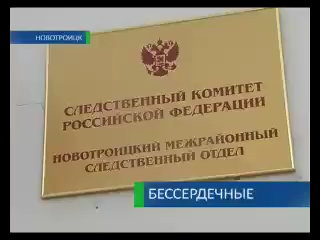 НОВОТРОИЦК
СЛЕДСТВЕННЫЙ КОМИТЕТ
РОССИЙСКОЙ ФЕДЕРАЦИИ
НОВОТРОИЦКИЙ МЕЖРАЙОННЫЙ
СЛЕДСТВЕННЫЙ ОТДЕЛ
БЕССЕРДЕЧНЫЕ